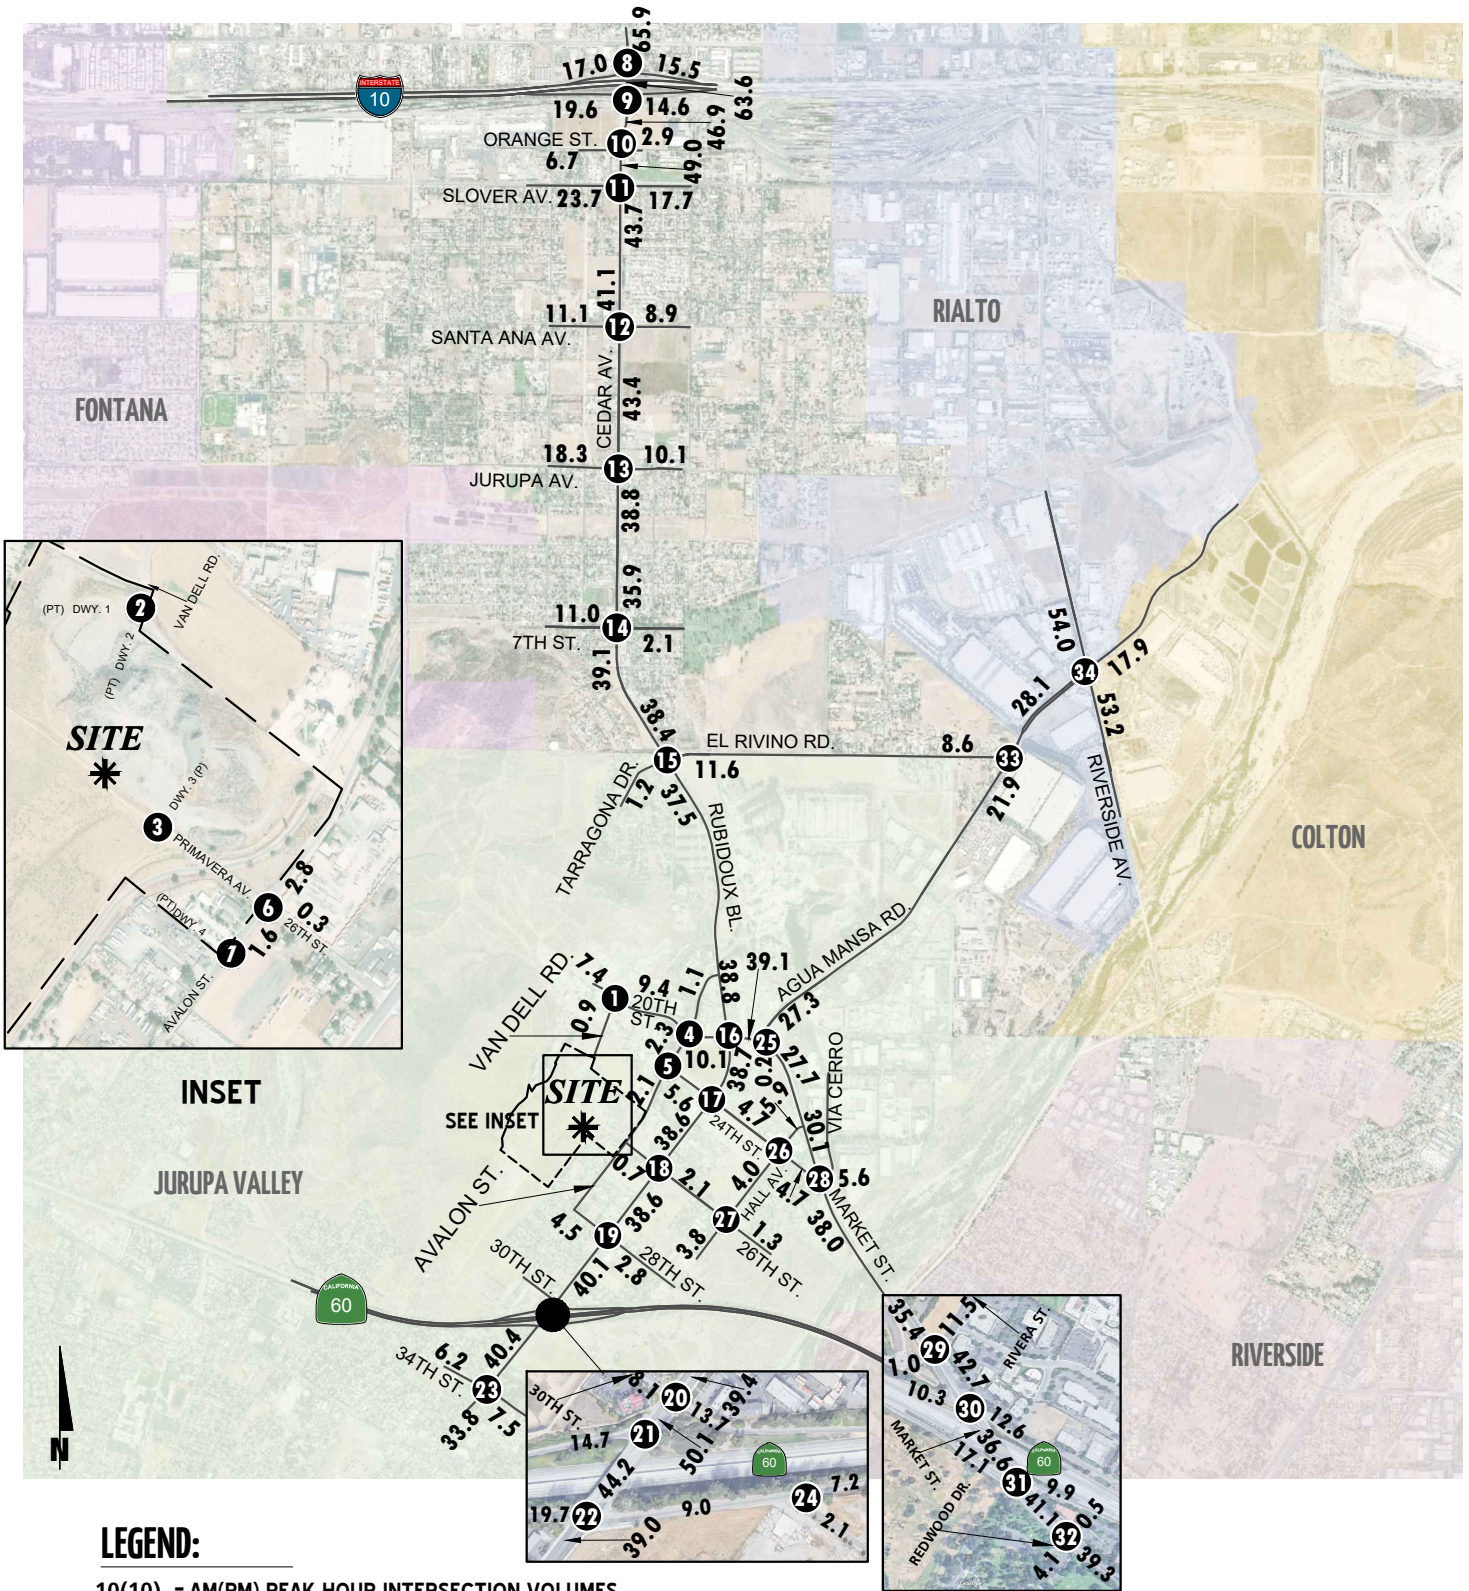 65.9
8
17.0
15.5
INTERSTATE
10
9
19.6
14.6
63.6
46.9
ORANGE ST.
10
2.9
6.7
49.0
11
SLOVER AV.
23.7
17.7
43.7
41.1
11.1
8.9
12
SANTA ANA AV.
RIALTO
CEDAR AV.
43.4
FONTANA
18.3
10.1
13
JURUPA AV.
38.8
35.9
11.0
14
7TH ST.
2.1
39.1
38.4
54.0
17.9
34
28.1
53.2
EL RIVINO RD.
8.6
33
15
11.6
21.9
TARRAGONA DR.
1.2
37.5
RUBIDOUX BL.
RIVERSIDE AV.
COLTON
VAN DELL RD.
(PT) DWY. 1
2
(PT) DWY. 2
SITE
DWY. 3 (P)
3
PRIMAVERA AV.
2.8
6
0.3
26TH ST.
(PT)DWY. 4
1.6
7
AVALON ST.
INSET
AGUA MANSA RD.
39.1
38.8
VAN DELL RD.
7.4
9.4
1.1
1
20TH
ST.
0.9
27.3
2.3
4
16
25
10.1
5
38.7
0.2
27.7
VIA CERRO
SITE
SEE INSET
2.1
5.6
17
4.7
5.9
30.1
24TH ST.
38.6
26
0.7
18
2.1
4.0
HALL AV.
4.7
28
5.6
JURUPA VALLEY
AVALON ST.
4.5
38.6
27
1.3
38.0
MARKET ST.
19
3.8
26TH ST.
30TH ST.
28TH ST.
2.8
40.1
CALIFORNIA
60
40.4
6.2
34TH ST.
23
7.5
33.8
N
35.4
11.5
RIVERA ST.
29
1.0
42.7
10.3
30
12.6
36.6
MARKET ST.
17.1
CALIFORNIA
60
31
9.9
41.1
0.5
REDWOOD DR.
32
4.1
39.3
RIVERSIDE
30TH ST.
8.1
20
39.4
13.7
21
14.7
50.1
CALIFORNIA
60
44.2
7.2
24
19.7
22
9.0
2.1
39.0
LEGEND:
10(10) = AM(PM) PEAK HOUR INTERSECTION VOLUMES